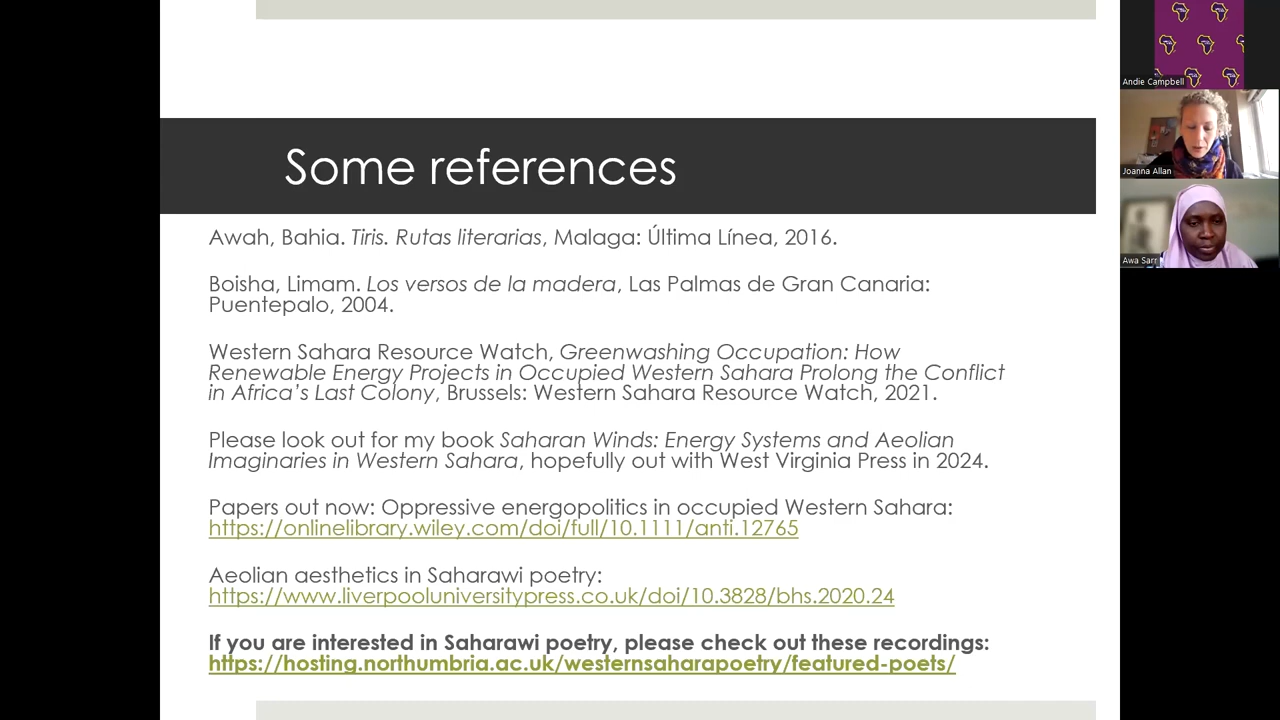 Some references
Awah, Bahia. Tiris. Rutas literarias, Malaga: Última Línea, 2016.
Boisha, Limam. Los versos de la madera, Las Palmas de Gran Canaria:
Puentepalo, 2004.
Western Sahara Resource Watch, Greenwashing Occupation: How
Renewable Energy Projects in Occupied Western Sahara Prolong the Conflict
in Africa’s Last Colony, Brussels: Western Sahara Resource Watch, 2021.
Please look out for my book Saharan Winds: Energy Systems and Aeolian
Imaginaries in Western Sahara, hopefully out with West Virginia Press in 2024.
Papers out now: Oppressive energopolitics in occupied Western Sahara:
https://onlinelibrary.wiley.com/doi/full/10.1111/anti.12765
Aeolian aesthetics in Saharawi poetry:
https://www.liverpooluniversitypress.co.uk/doi/10.3828/bhs.2020.24
If you are interested in Saharawi poetry, please check out these recordings:
https://hosting.northumbria.ac.uk/westernsaharapoetry/featured-poets/
Andie Campbell
Joanna Allan
Awa Sarr